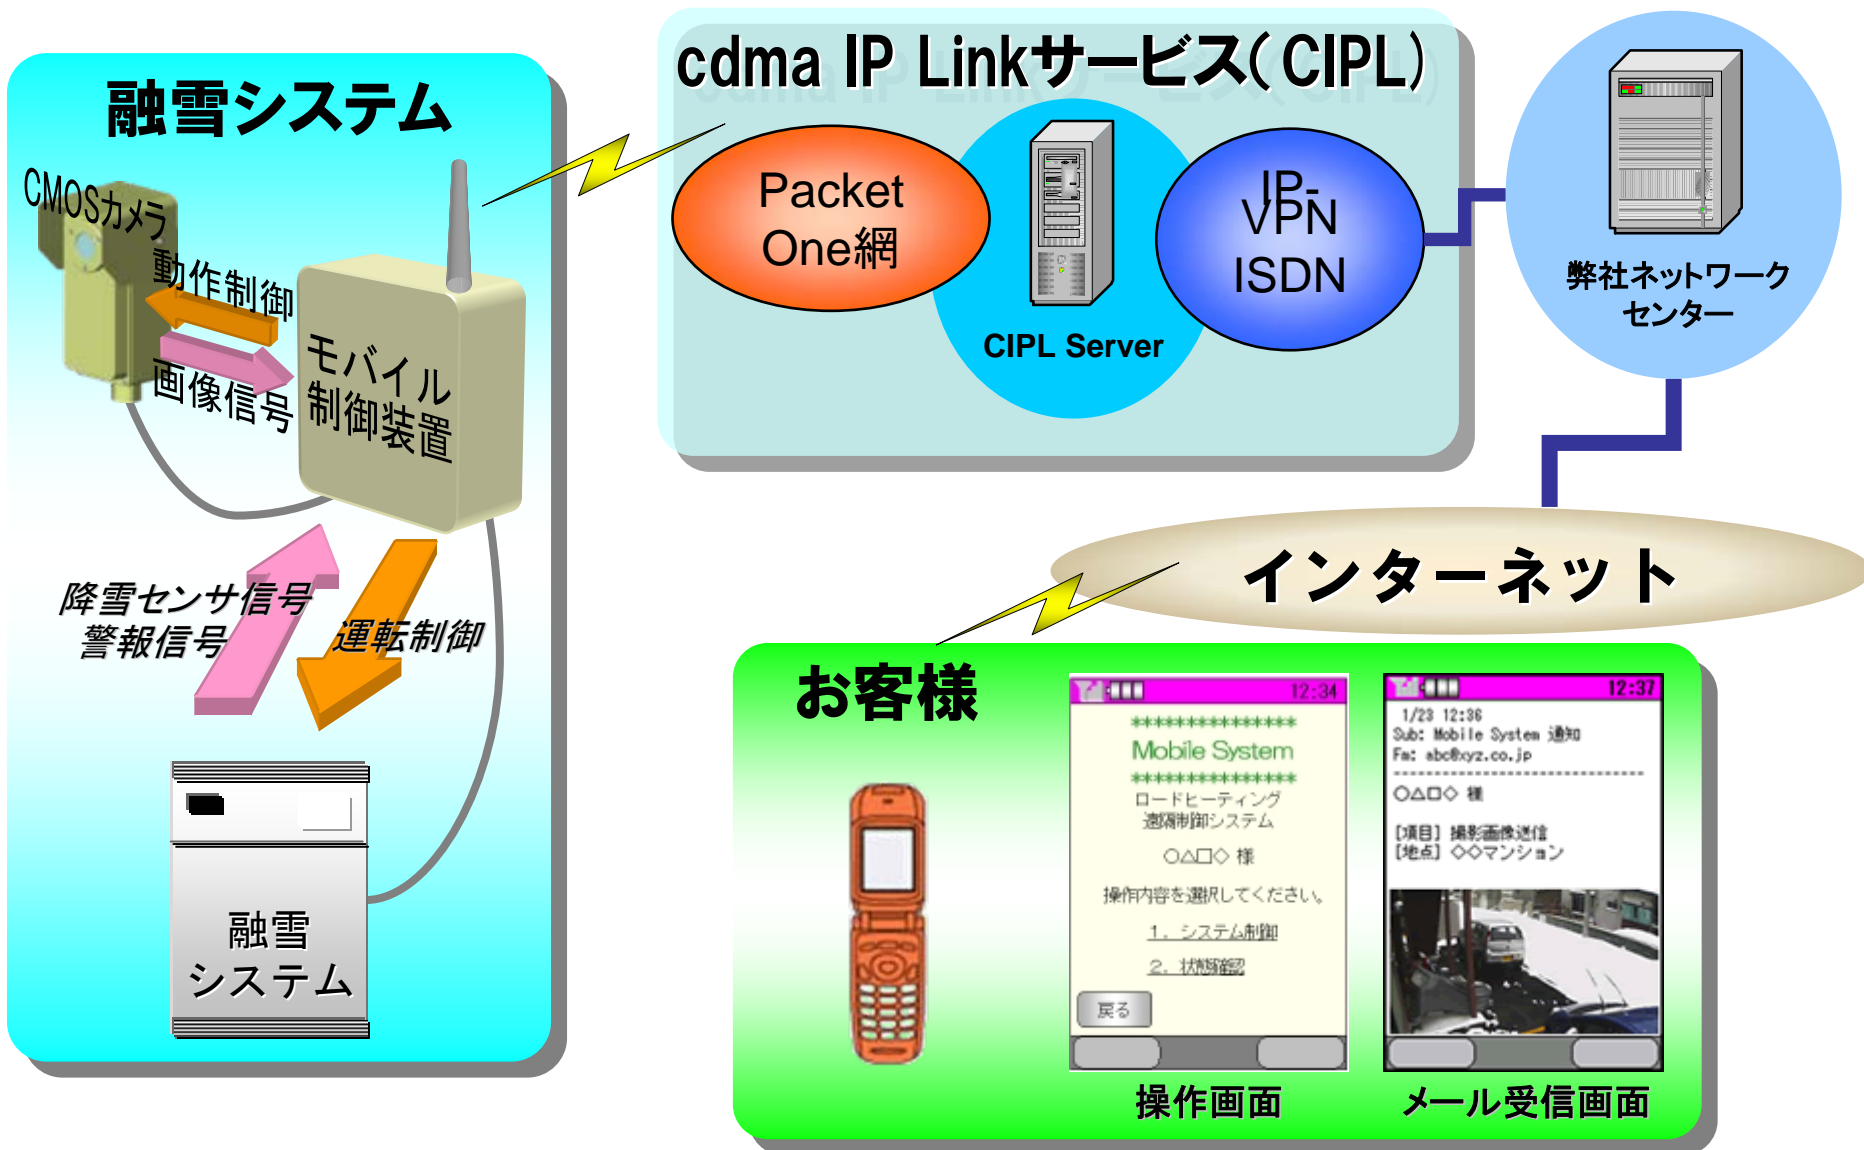 融雪システム
CMOSカメラ
動作制御
画像信号
モバイル
制御装置
降雪センサ信号
警報信号
運転制御
融雪
システム
cdma IP Linkサービス(CIPL)
Packet
One網
CIPL Server
IP-
VPN
ISDN
弊社ネットワーク
センター
インターネット
お客様
12:34
***************
Mobile System
***************
ロードヒーティング
遠隔制御システム
○△□◇ 様
操作内容を選択してください。
1. システム制御
2. 状態確認
戻る
操作画面
12:37
1/23 12:36
Sub: Mobile System 通知
Fm: abc@xyz.co.jp
--------------------------------
○△□◇ 様
[項目] 撮影画像送信
[地点] ◇◇マンション
メール受信画面